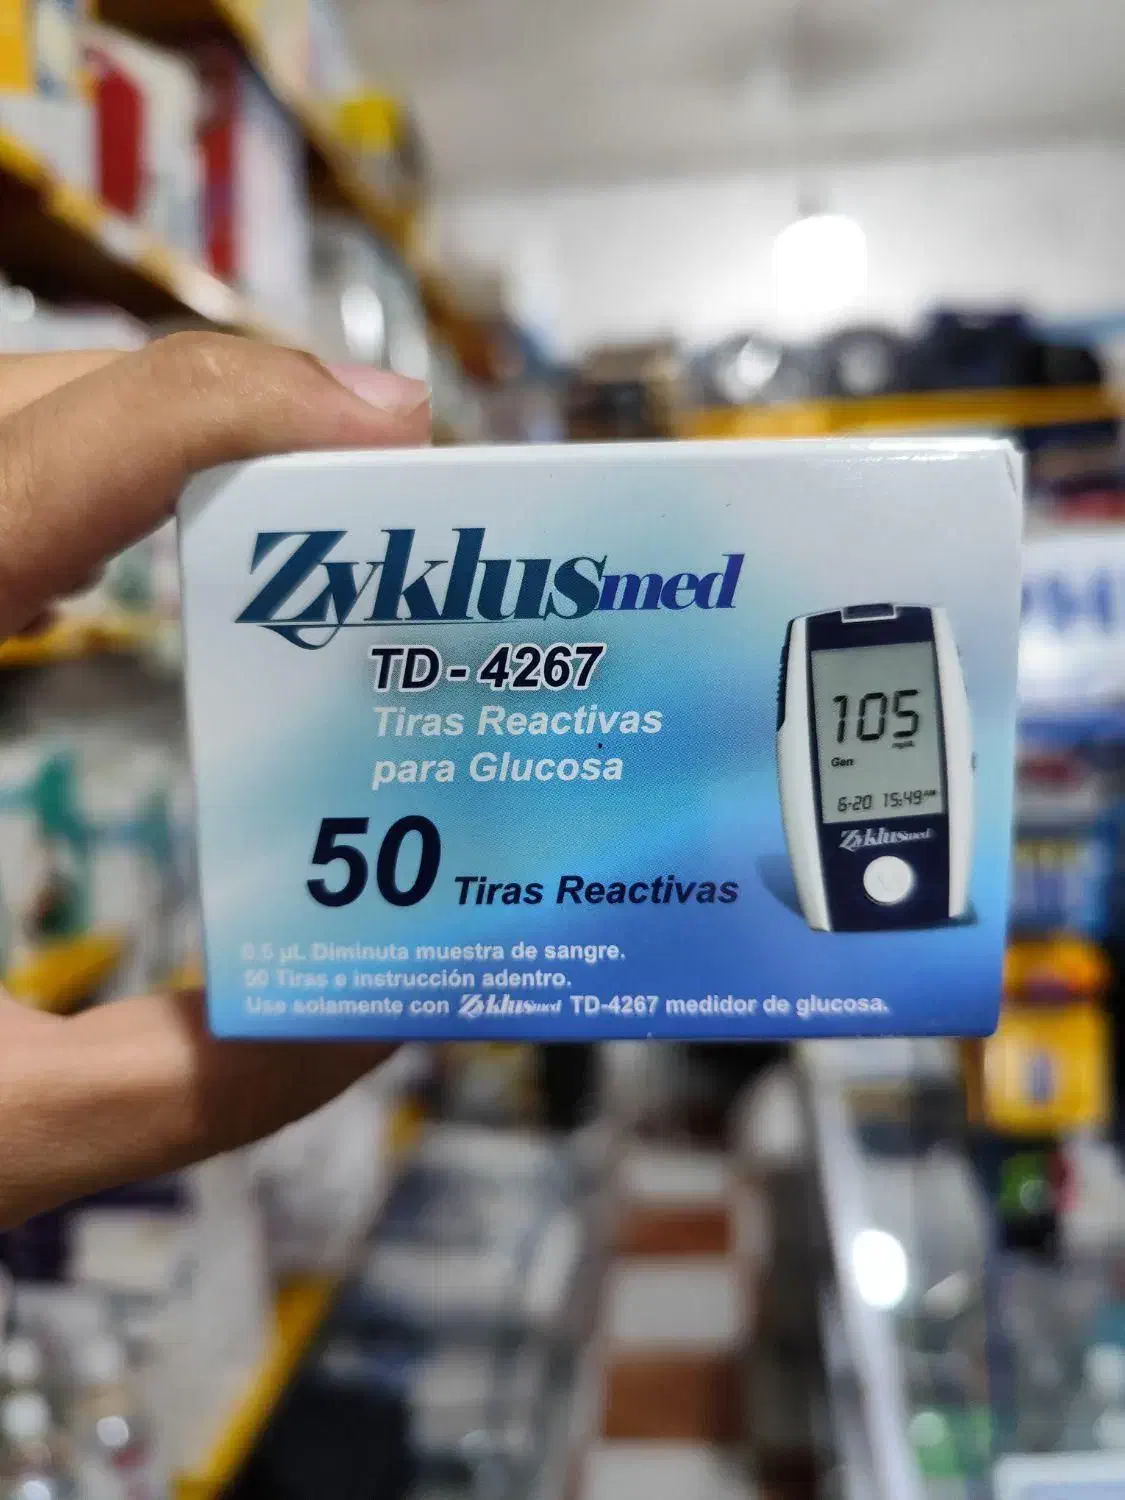 Zyklusmed
TD-4267
Tiras Reactivas
para Glucosa
50 Tiras Reactivas
0.5 µL Diminuta muestra de sangre.
50 Tiras e instrucción adentro.
Use solamente con Zyklusmed TD-4267 medidor de glucosa.
105
mg/dL
Gen
6-20 15:49
Zyklusmed